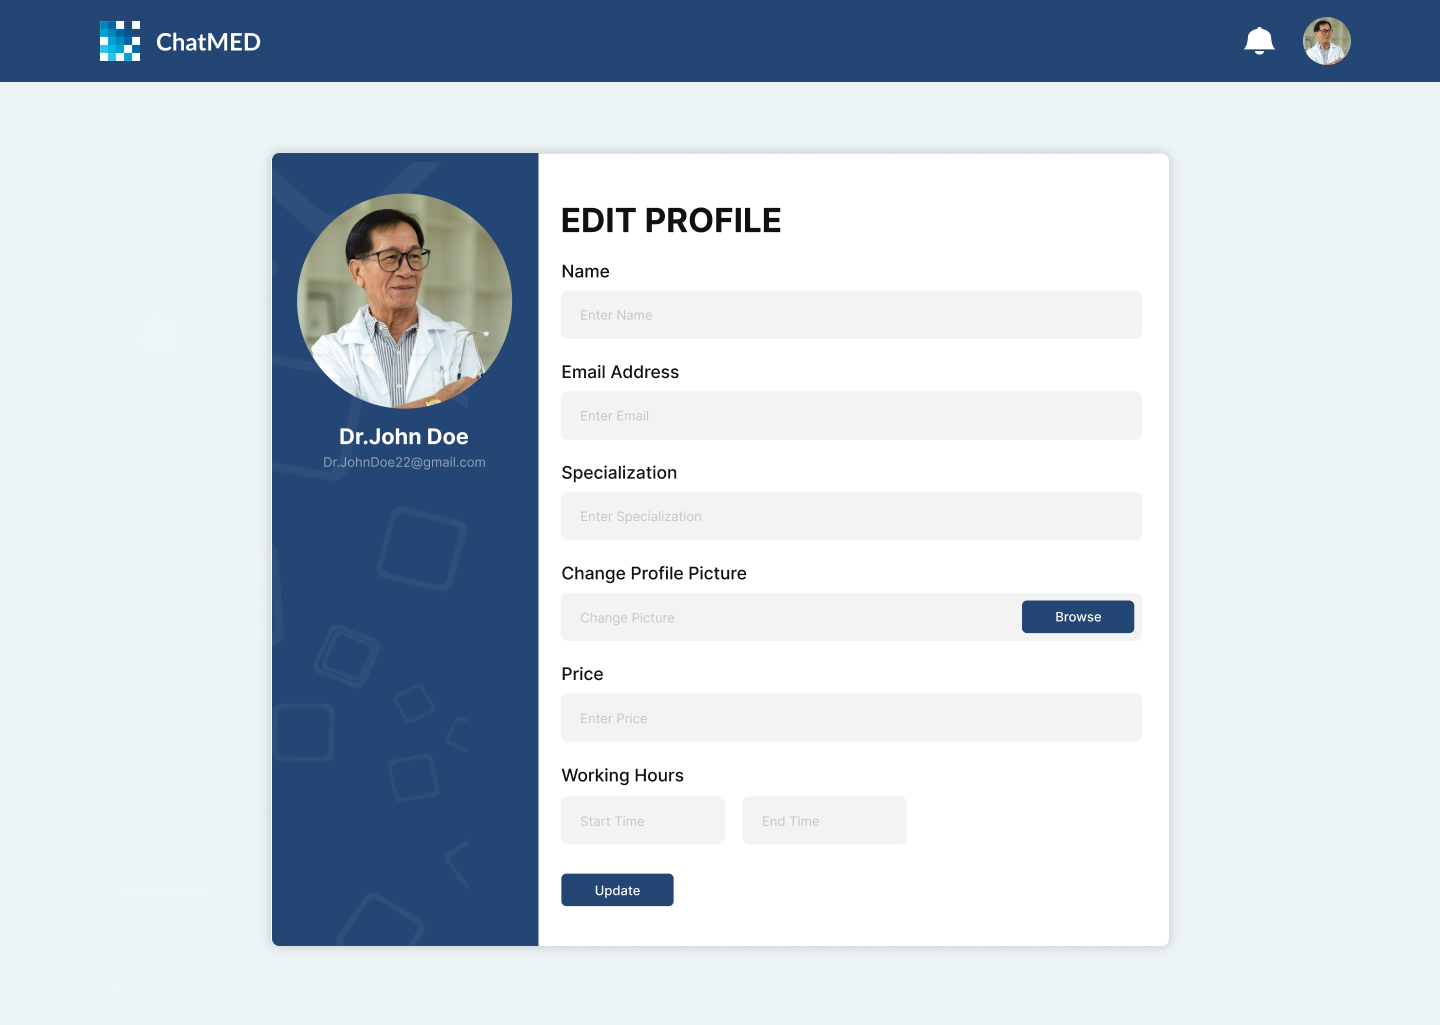 ChatMED
Dr.John Doe
Dr.JohnDoe22@gmail.com
EDIT PROFILE
Name
Enter Name
Email Address
Enter Email
Specialization
Enter Specialization
Change Profile Picture
Change Picture
Browse
Price
Enter Price
Working Hours
Start Time
End Time
Update